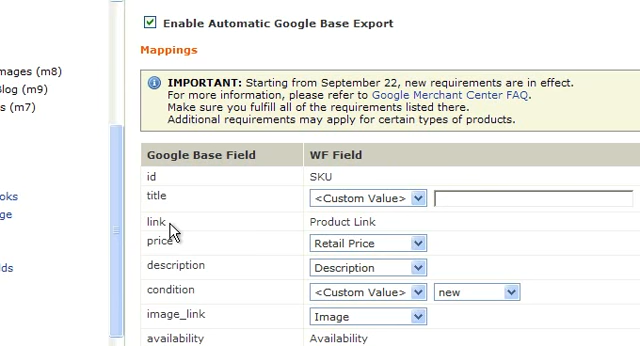 Enable Automatic Google Base Export
Mappings
mages (m8)
log (m9)
s (m7)
IMPORTANT: Starting from September 22, new requirements are in effect.
For more information, please refer to Google Merchant Center FAQ.
Make sure you fulfill all of the requirements listed there.
Additional requirements may apply for certain types of products.
Google Base Field WF Field
id SKU
title <Custom Value>
link Product Link
price Retail Price
description Description
condition <Custom Value> new
image_link Image
availability Availability
oks
ge
lds